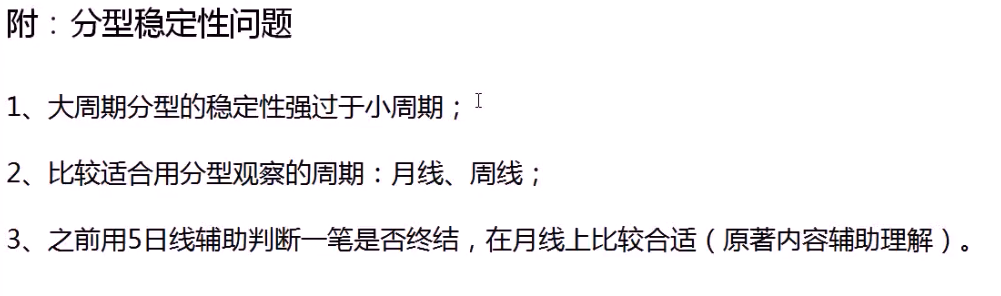 附：分型稳定性问题
1、大周期分型的稳定性强过于小周期；
2、比较适合用分型观察的周期：月线、周线；
3、之前用5日线辅助判断一笔是否终结，在月线上比较合适（原著内容辅助理解）。